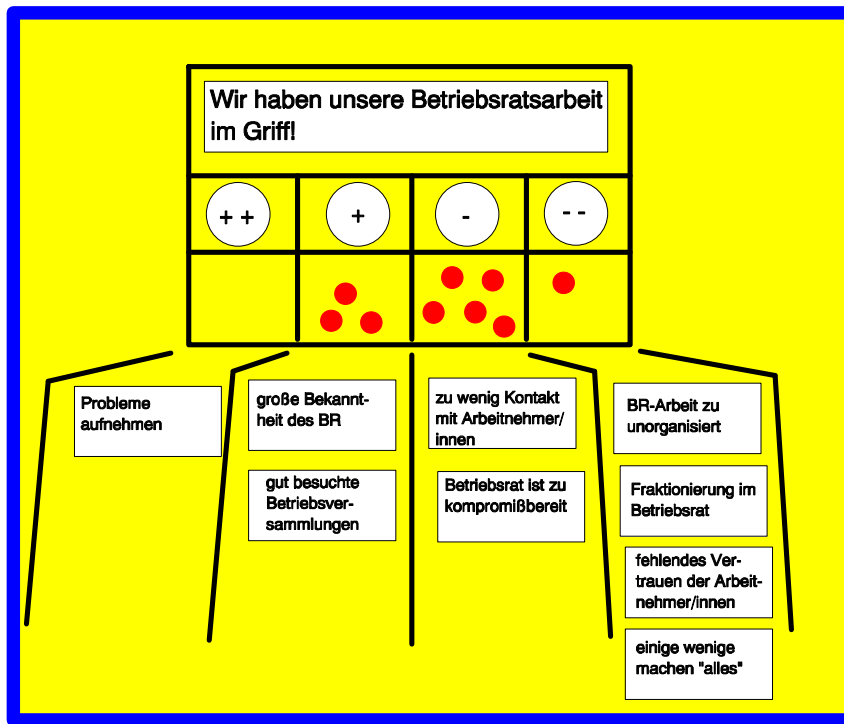 Wir haben unsere Betriebsratsarbeit
im Griff!
+ +
+
-
- -
Probleme
aufnehmen
große Bekannt-
heit des BR
gut besuchte
Betriebsver-
sammlungen
zu wenig Kontakt
mit Arbeitnehmer/
innen
Betriebsrat ist zu
kompromißbereit
BR-Arbeit zu
unorganisiert
Fraktionierung im
Betriebsrat
fehlendes Ver-
trauen der Arbeit-
nehmer/innen
einige wenige
machen "alles"